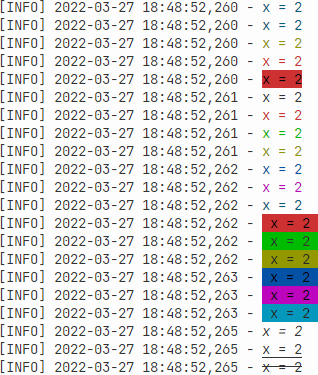 [INFO] 2022-03-27 18:48:52,260 - x = 2
[INFO] 2022-03-27 18:48:52,260 - x = 2
[INFO] 2022-03-27 18:48:52,260 - x = 2
[INFO] 2022-03-27 18:48:52,260 - x = 2
[INFO] 2022-03-27 18:48:52,260 - x = 2
[INFO] 2022-03-27 18:48:52,261 - x = 2
[INFO] 2022-03-27 18:48:52,261 - x = 2
[INFO] 2022-03-27 18:48:52,261 - x = 2
[INFO] 2022-03-27 18:48:52,261 - x = 2
[INFO] 2022-03-27 18:48:52,262 - x = 2
[INFO] 2022-03-27 18:48:52,262 - x = 2
[INFO] 2022-03-27 18:48:52,262 - x = 2
[INFO] 2022-03-27 18:48:52,262 -  x = 2
[INFO] 2022-03-27 18:48:52,262 -  x = 2
[INFO] 2022-03-27 18:48:52,262 -  x = 2
[INFO] 2022-03-27 18:48:52,263 -  x = 2
[INFO] 2022-03-27 18:48:52,263 -  x = 2
[INFO] 2022-03-27 18:48:52,263 -  x = 2
[INFO] 2022-03-27 18:48:52,265 - x = 2
[INFO] 2022-03-27 18:48:52,265 - x = 2
[INFO] 2022-03-27 18:48:52,265 - x = 2